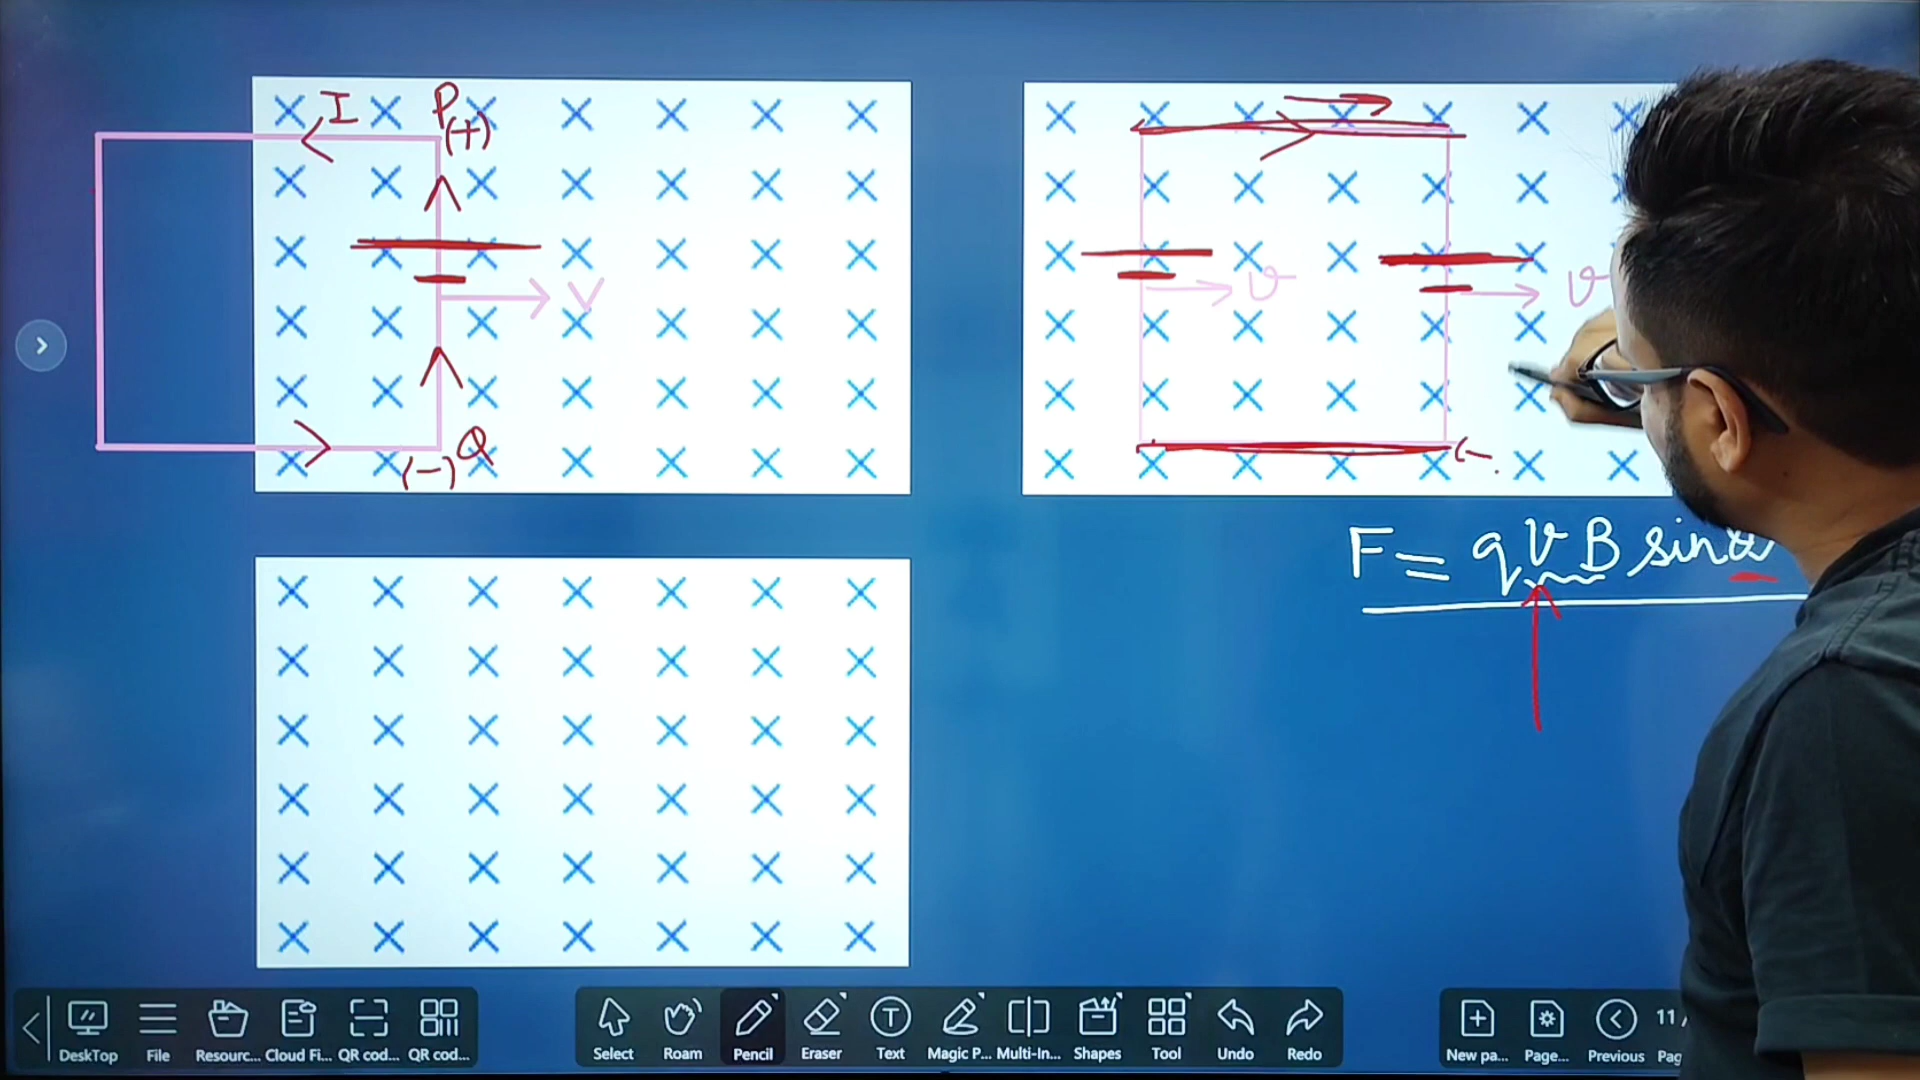 I
P
(+)
V
(-) Q
v
v
F = qvB sinα
DeskTop
File
Resourc...
Cloud Fi...
QR cod...
QR cod...
Select
Roam
Pencil
Eraser
Text
Magic P...
Multi-In...
Shapes
Tool
Undo
Redo
New pa...
Page...
Previous
11 /
Pag